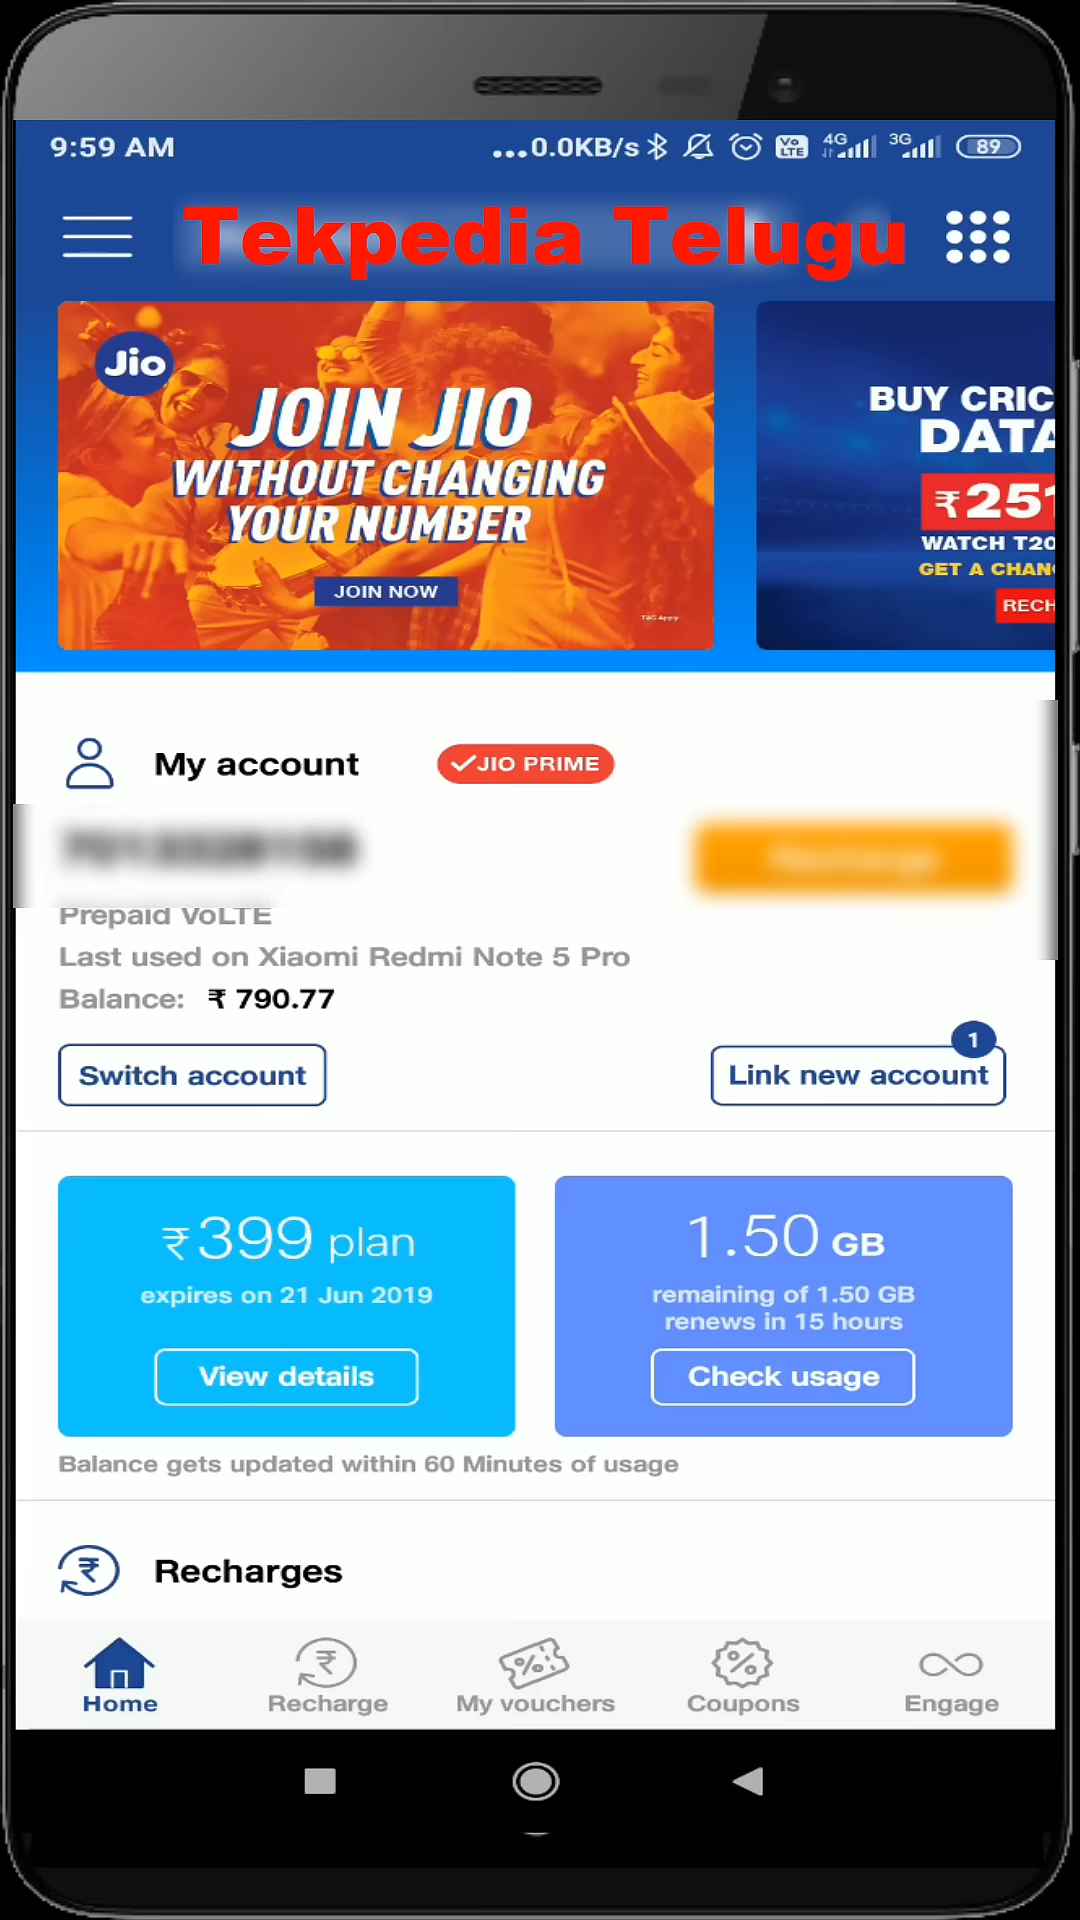 9:59 AM
...0.0KB/s
Vo
LTE
4G
3G
89
Tekpedia Telugu
Jio
JOIN JIO
WITHOUT CHANGING
YOUR NUMBER
JOIN NOW
T&C Apply
BUY CRIC
DATA
₹251
WATCH T20
GET A CHAN
RECH
My account
JIO PRIME
Recharge
Prepaid VoLTE
Last used on Xiaomi Redmi Note 5 Pro
Balance: ₹ 790.77
1
Switch account
Link new account
₹399 plan
expires on 21 Jun 2019
View details
1.50 GB
remaining of 1.50 GB
renews in 15 hours
Check usage
Balance gets updated within 60 Minutes of usage
₹
Recharges
Home
Recharge
My vouchers
Coupons
Engage